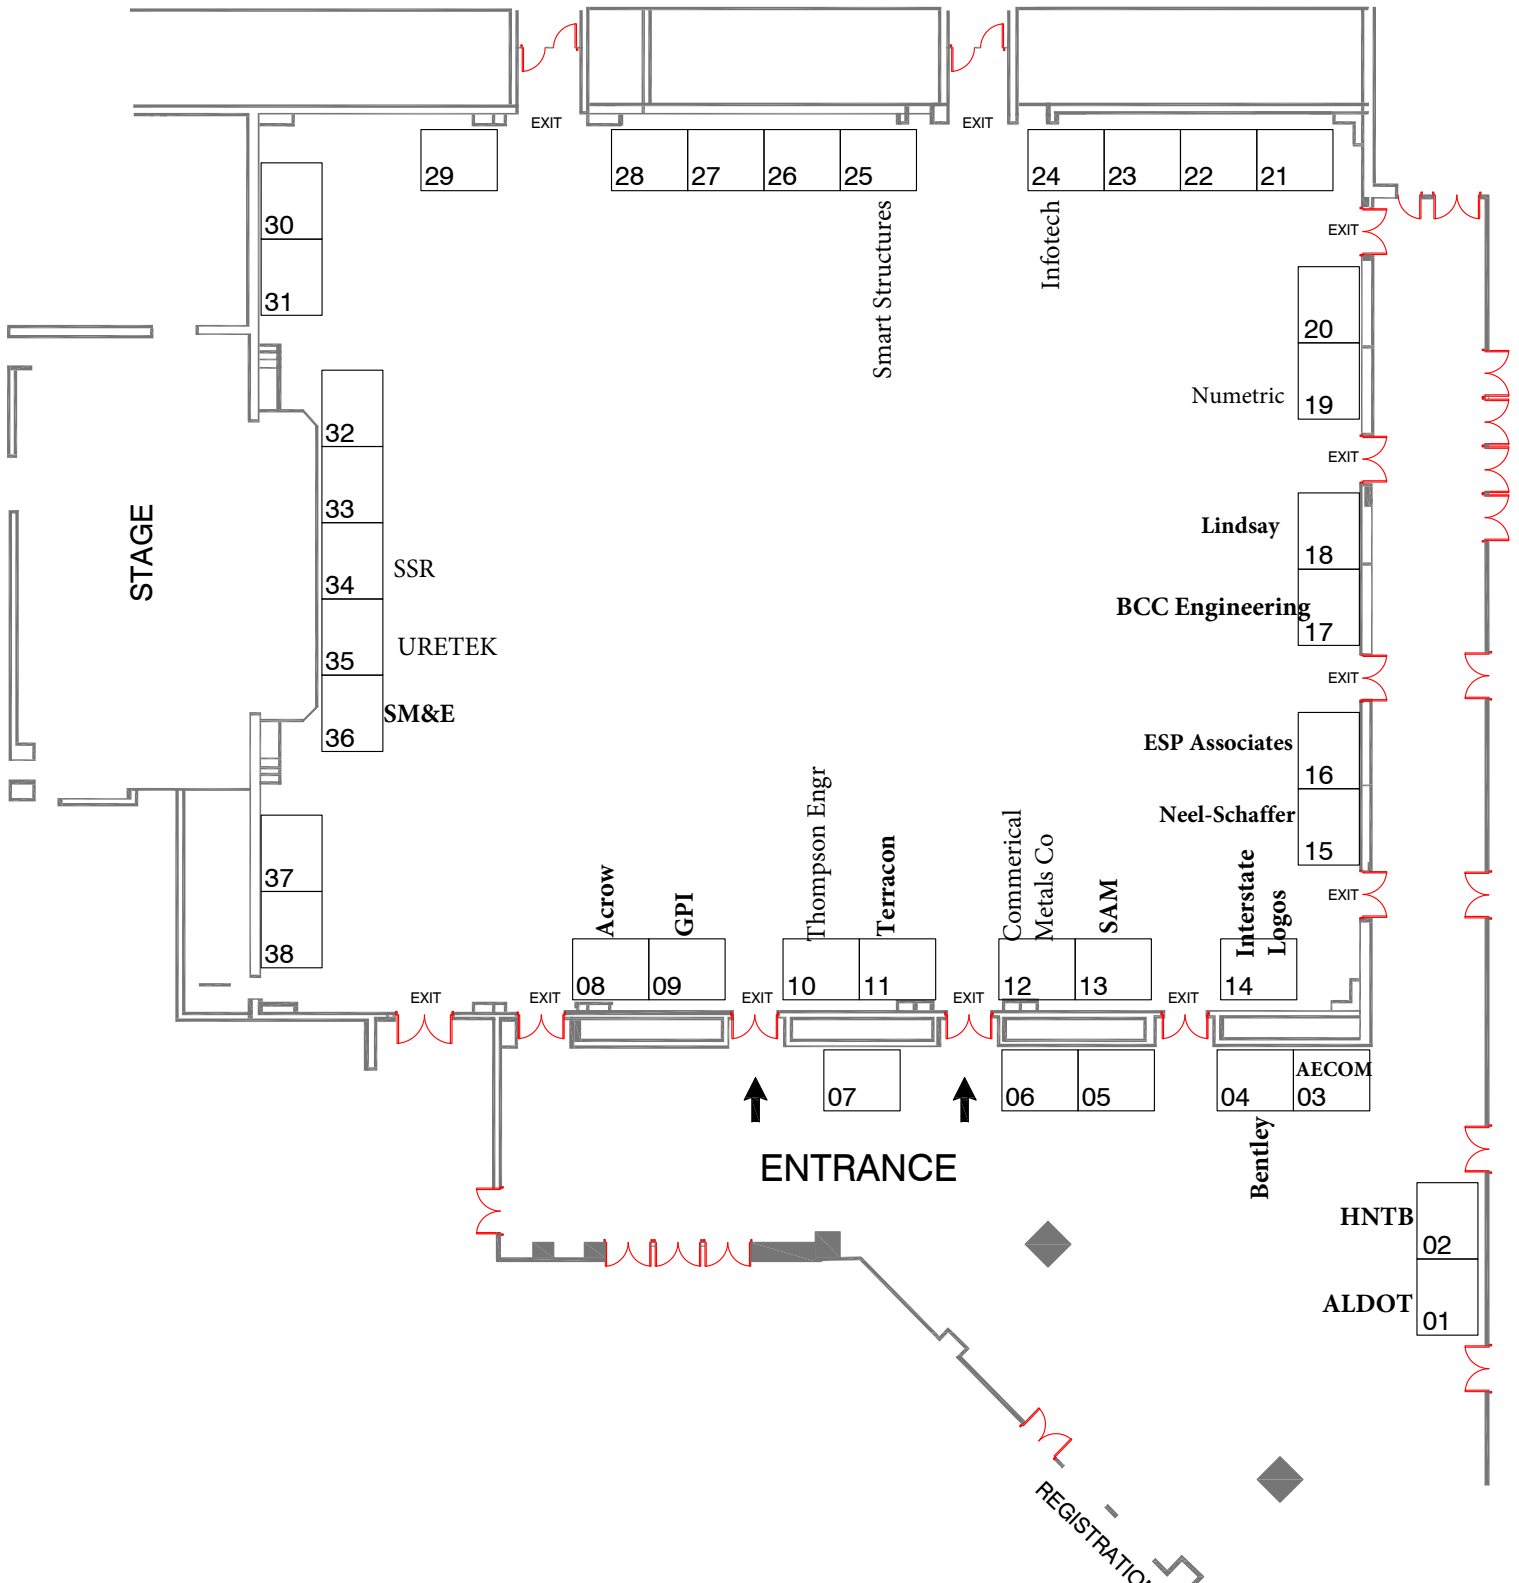 EXIT
EXIT
29
28
27
26
25
24
23
22
21
30
31
Smart Structures
Infotech
EXIT
20
Numetric
19
EXIT
32
33
SSR
34
URETEK
35
SM&E
36
STAGE
Lindsay
18
BCC Engineering
17
EXIT
ESP Associates
16
Neel-Schaffer
15
EXIT
37
38
Acrow
08
GPI
09
Thompson Engr
10
Terracon
11
Commerical
Metals Co
12
SAM
13
Interstate
Logos
14
EXIT
EXIT
EXIT
EXIT
EXIT
07
06
05
04
AECOM
03
ENTRANCE
Bentley
HNTB
02
ALDOT
01
REGISTRATION